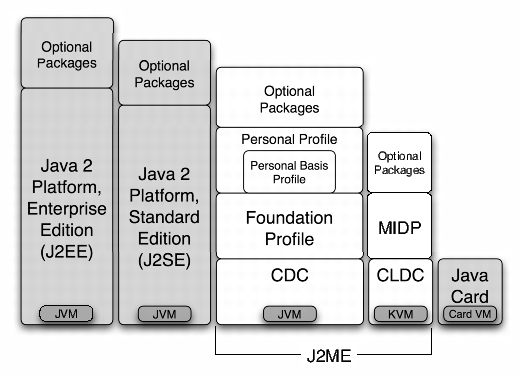 Optional
Packages
Java 2
Platform,
Enterprise
Edition
(J2EE)
JVM
Optional
Packages
Java 2
Platform,
Standard
Edition
(J2SE)
JVM
Optional
Packages
Personal Profile
Personal Basis
Profile
Foundation
Profile
CDC
JVM
Optional
Packages
MIDP
CLDC
KVM
Java
Card
Card VM
J2ME